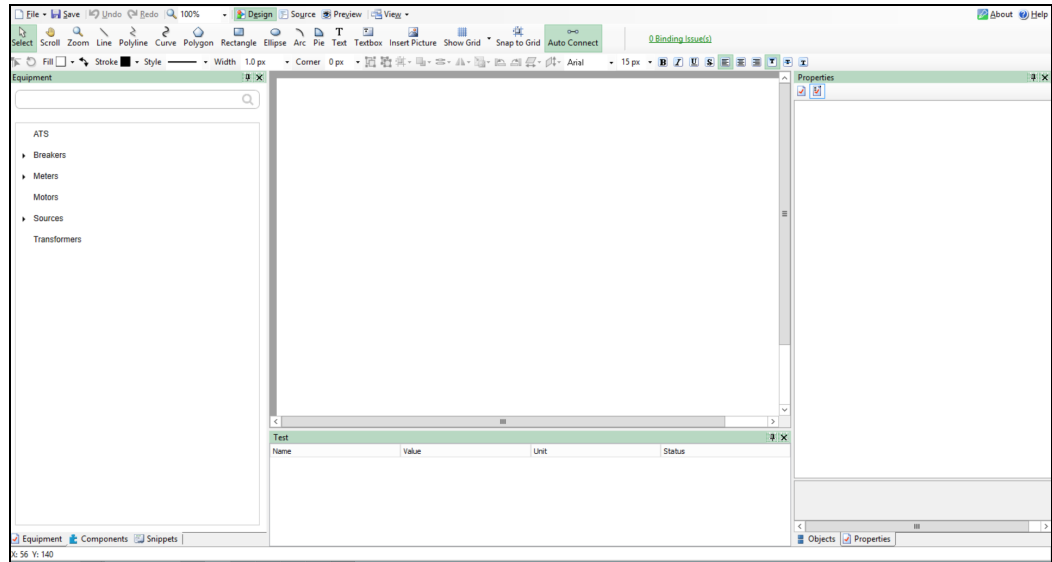 File Save Undo Redo 100% Design Source Preview View About Help
Select Scroll Zoom Line Polyline Curve Polygon Rectangle Ellipse Arc Pie Text Textbox Insert Picture Show Grid Snap to Grid Auto Connect 0 Binding Issue(s)
Fill Stroke Style Width 1.0 px Corner 0 px Arial 15 px B I U S
Equipment
Properties
ATS
Breakers
Meters
Motors
Sources
Transformers
Test
Name Value Unit Status
Equipment Components Snippets
Objects Properties
X: 56 Y: 140